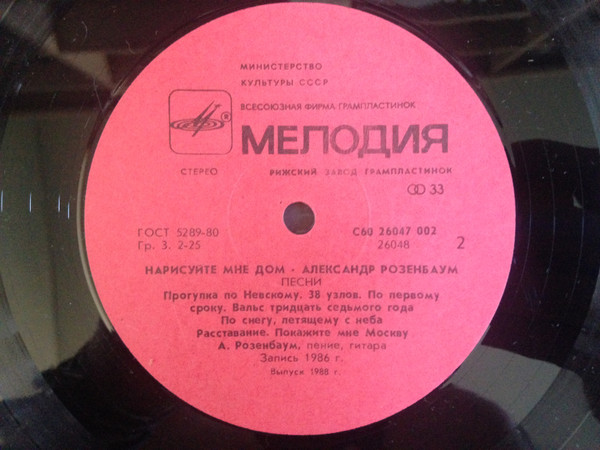 МИНИСТЕРСТВО
КУЛЬТУРЫ СССР
ВСЕСОЮЗНАЯ ФИРМА ГРАМПЛАСТИНОК
®
МЕЛОДИЯ
СТЕРЕО
РИЖСКИЙ ЗАВОД ГРАМПЛАСТИНОК
33
ГОСТ 5289-80
С60 26047 002
Гр. 3. 2-25
26048
2
НАРИСУЙТЕ МНЕ ДОМ - АЛЕКСАНДР РОЗЕНБАУМ
ПЕСНИ
Прогулка по Невскому. 38 узлов. По первому
сроку. Вальс тридцать седьмого года
По снегу, летящему с неба
Расставание. Покажите мне Москву
А. Розенбаум, пение, гитара
Запись 1986 г.
Выпуск 1988 г.